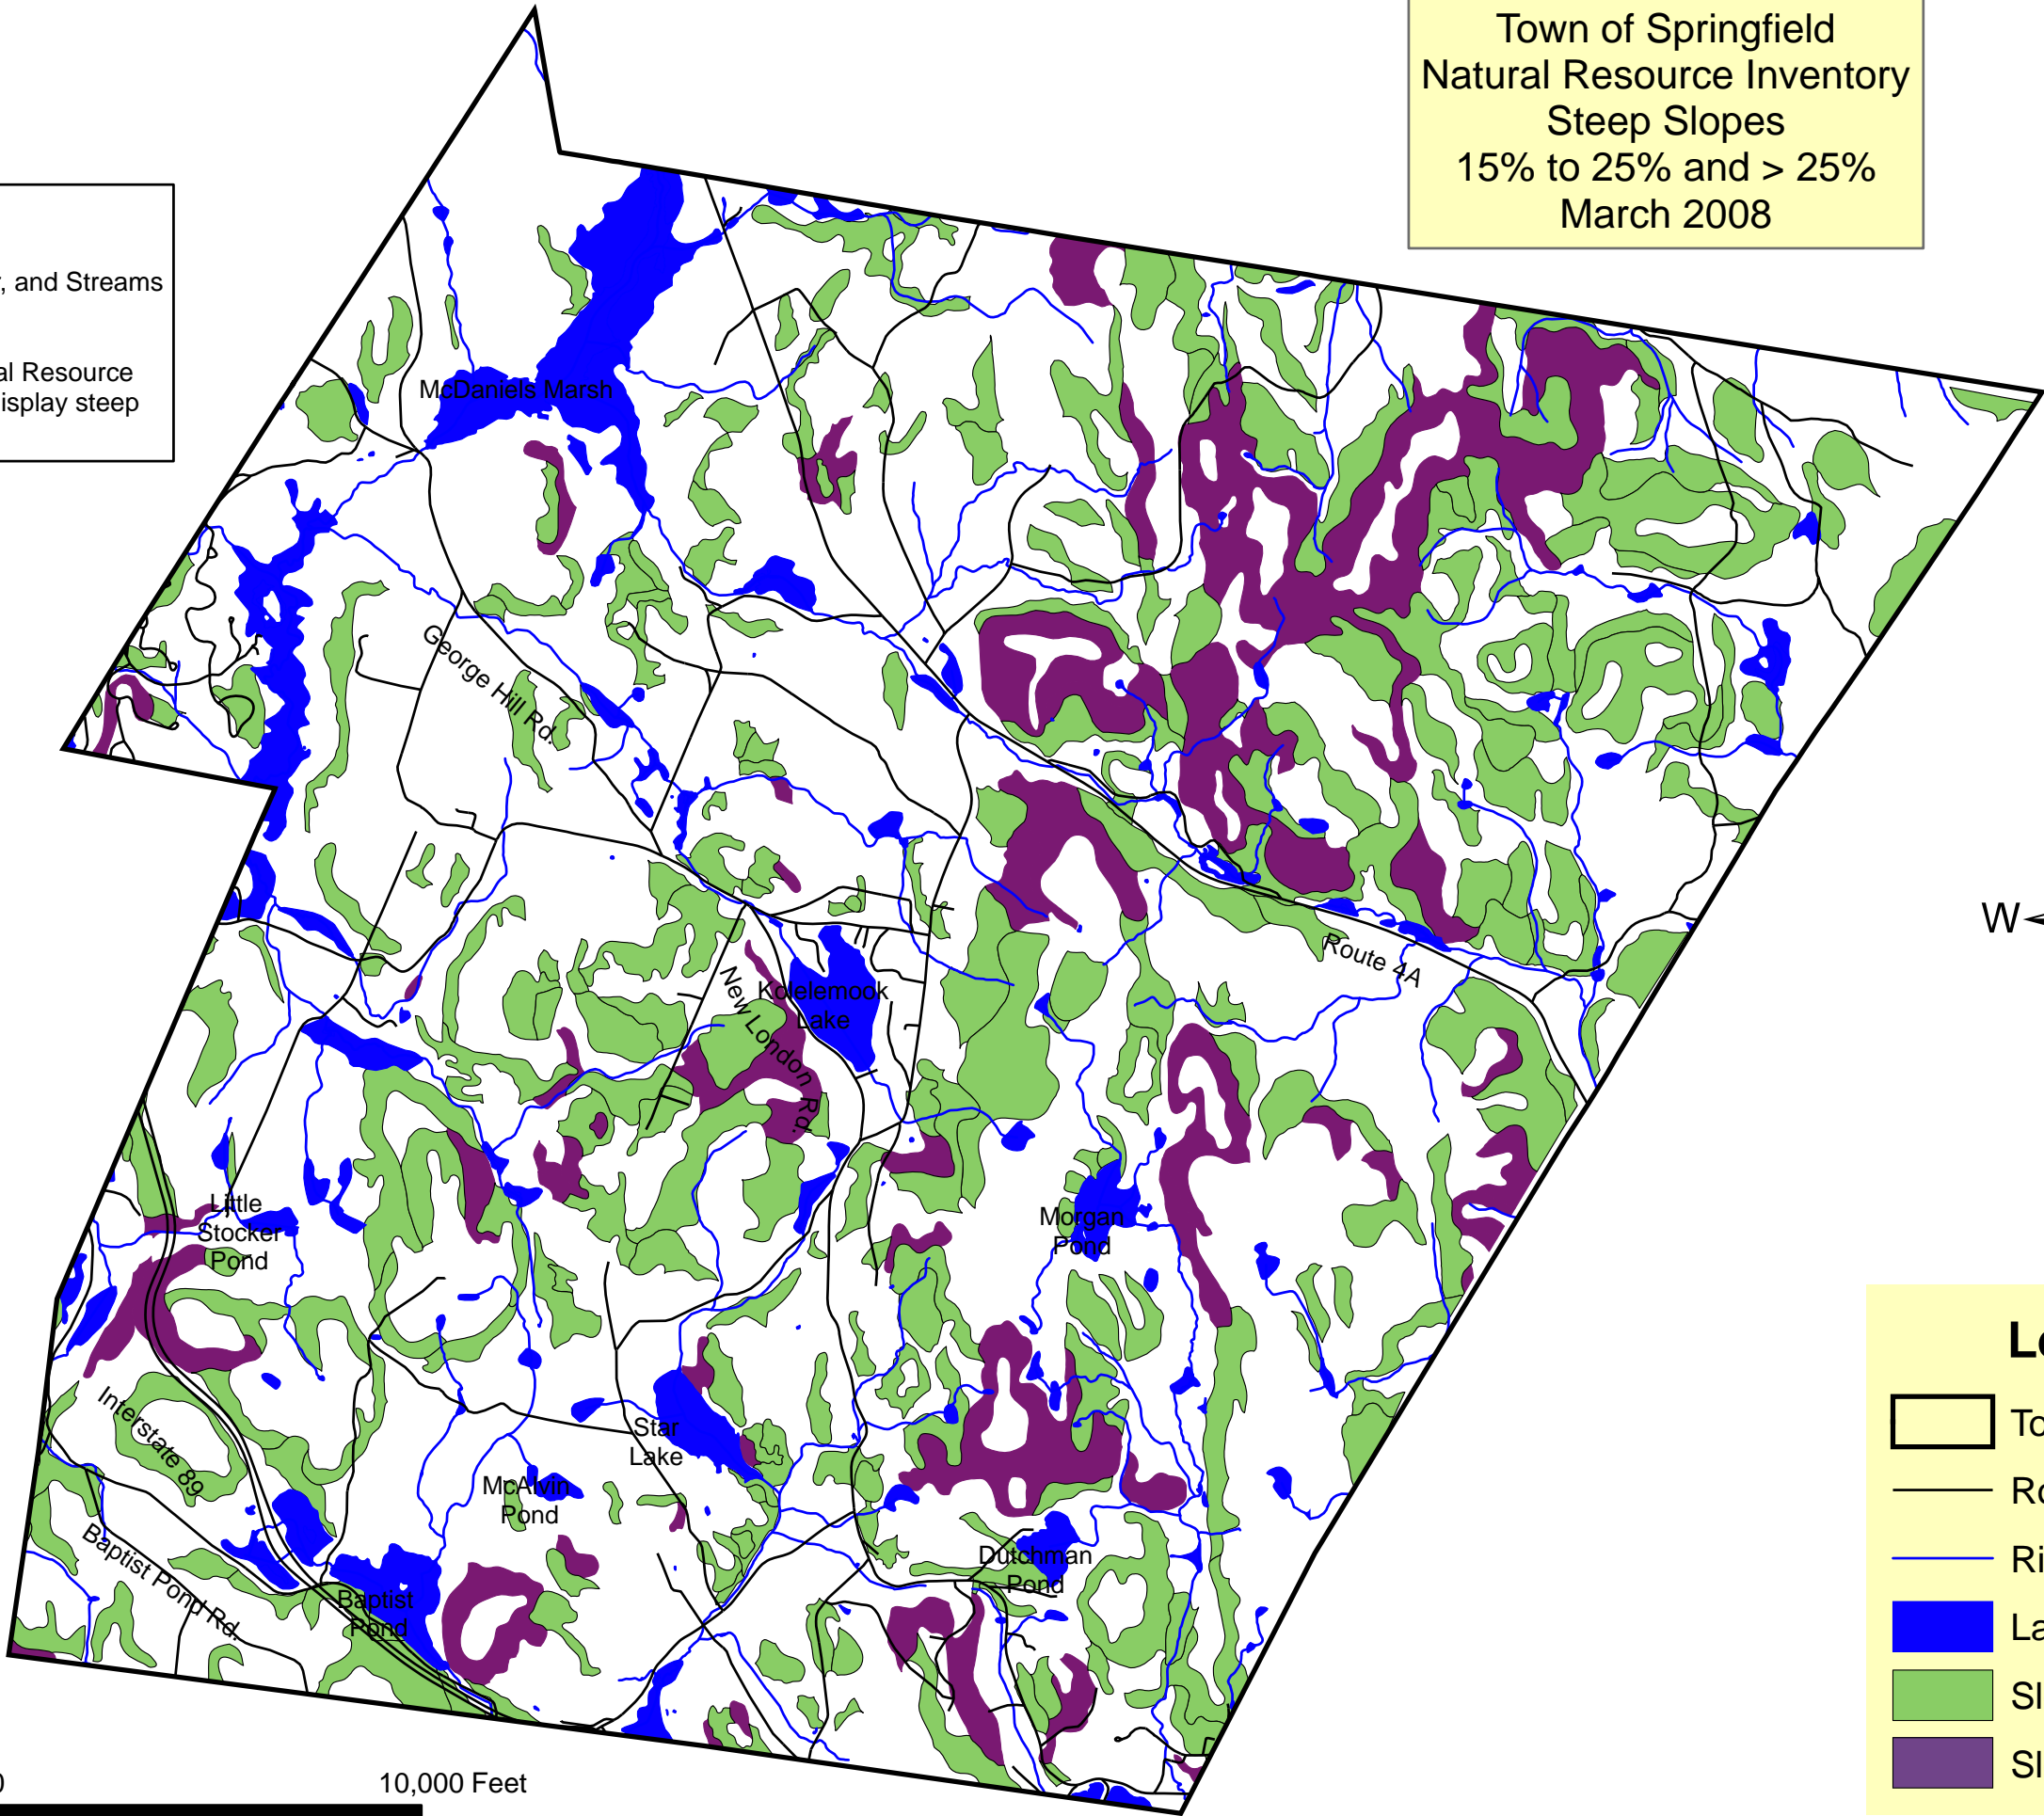 Town of Springfield
Natural Resource Inventory
Steep Slopes
15% to 25% and > 25%
March 2008
, and Streams
al Resource
isplay steep
McDaniels Marsh
George Hill Rd.
W
Route 4A
New London Rd.
Kolelemook
Lake
Little
Stocker
Pond
Morgan
Pond
Interstate 89
Star
Lake
McAlvin
Pond
Baptist Pond Rd.
Dutchman
Pond
Baptist
Pond
10,000 Feet